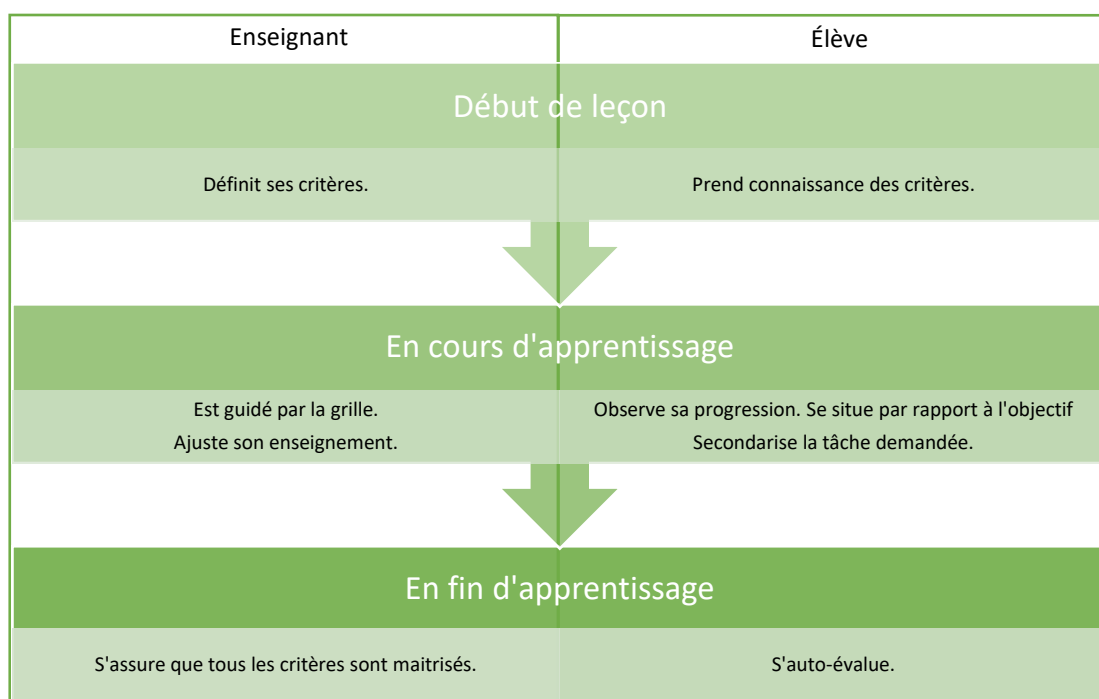 Enseignant
Élève
Début de leçon
Définit ses critères.
Prend connaissance des critères.
En cours d'apprentissage
Est guidé par la grille.
Ajuste son enseignement.
Observe sa progression. Se situe par rapport à l'objectif
Secondarise la tâche demandée.
En fin d'apprentissage
S'assure que tous les critères sont maitrisés.
S'auto-évalue.